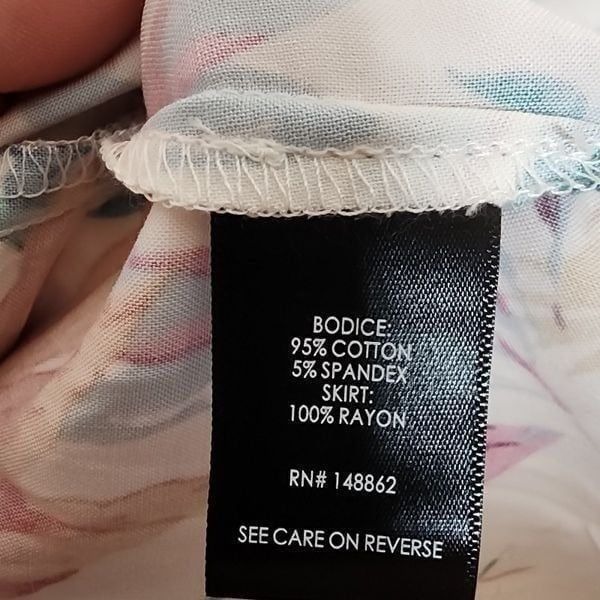 BODICE:
95% COTTON
5% SPANDEX
SKIRT:
100% RAYON
RN# 148862
SEE CARE ON REVERSE